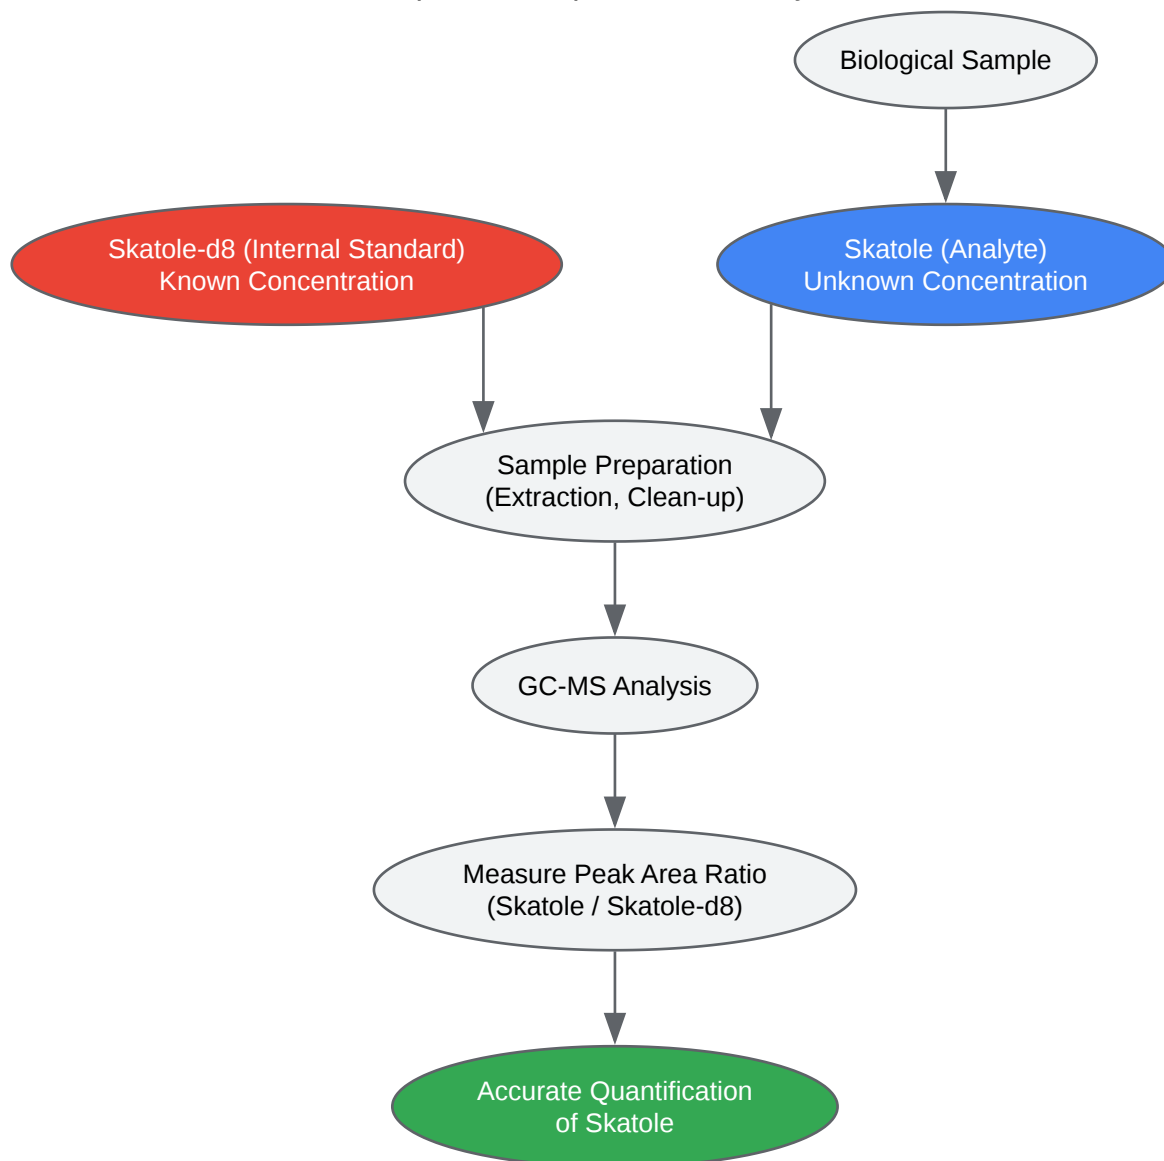 Biological Sample
Skatole-d8 (Internal Standard)
Known Concentration
Skatole (Analyte)
Unknown Concentration
Sample Preparation
(Extraction, Clean-up)
GC-MS Analysis
Measure Peak Area Ratio
(Skatole / Skatole-d8)
Accurate Quantification
of Skatole